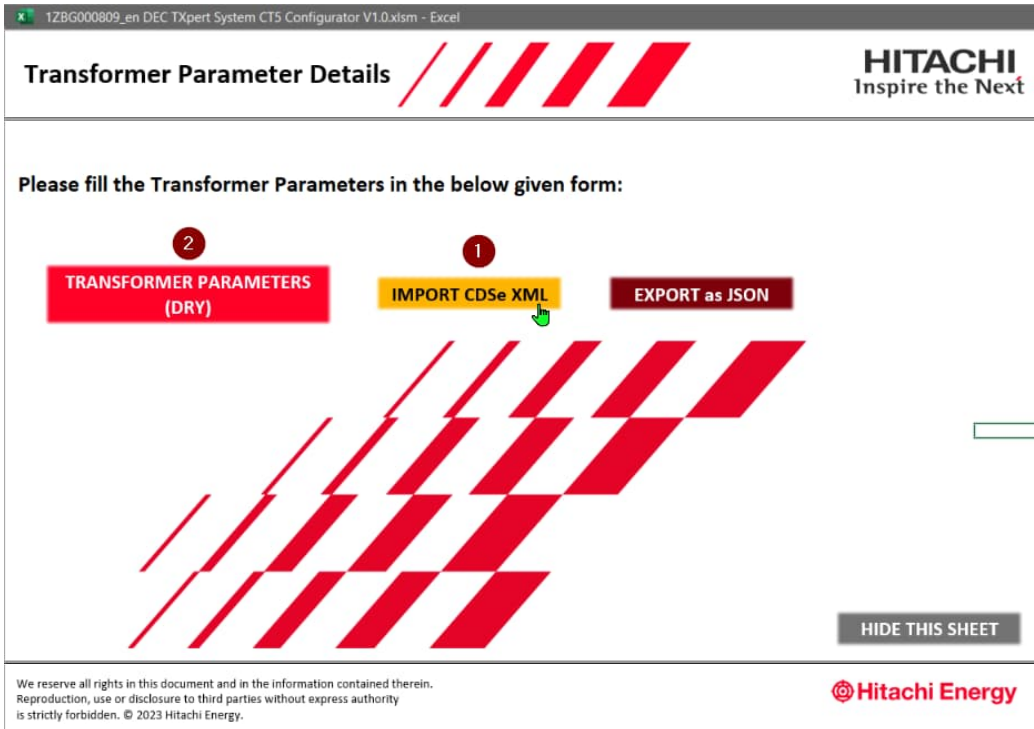 1ZBG000809_en DEC TXpert System CT5 Configurator V1.0.xlsm - Excel
Transformer Parameter Details
HITACHI
Inspire the Next
Please fill the Transformer Parameters in the below given form:
2
1
TRANSFORMER PARAMETERS
(DRY)
IMPORT CDSe XML
EXPORT as JSON
HIDE THIS SHEET
We reserve all rights in this document and in the information contained therein.
Reproduction, use or disclosure to third parties without express authority
is strictly forbidden. © 2023 Hitachi Energy.
Hitachi Energy